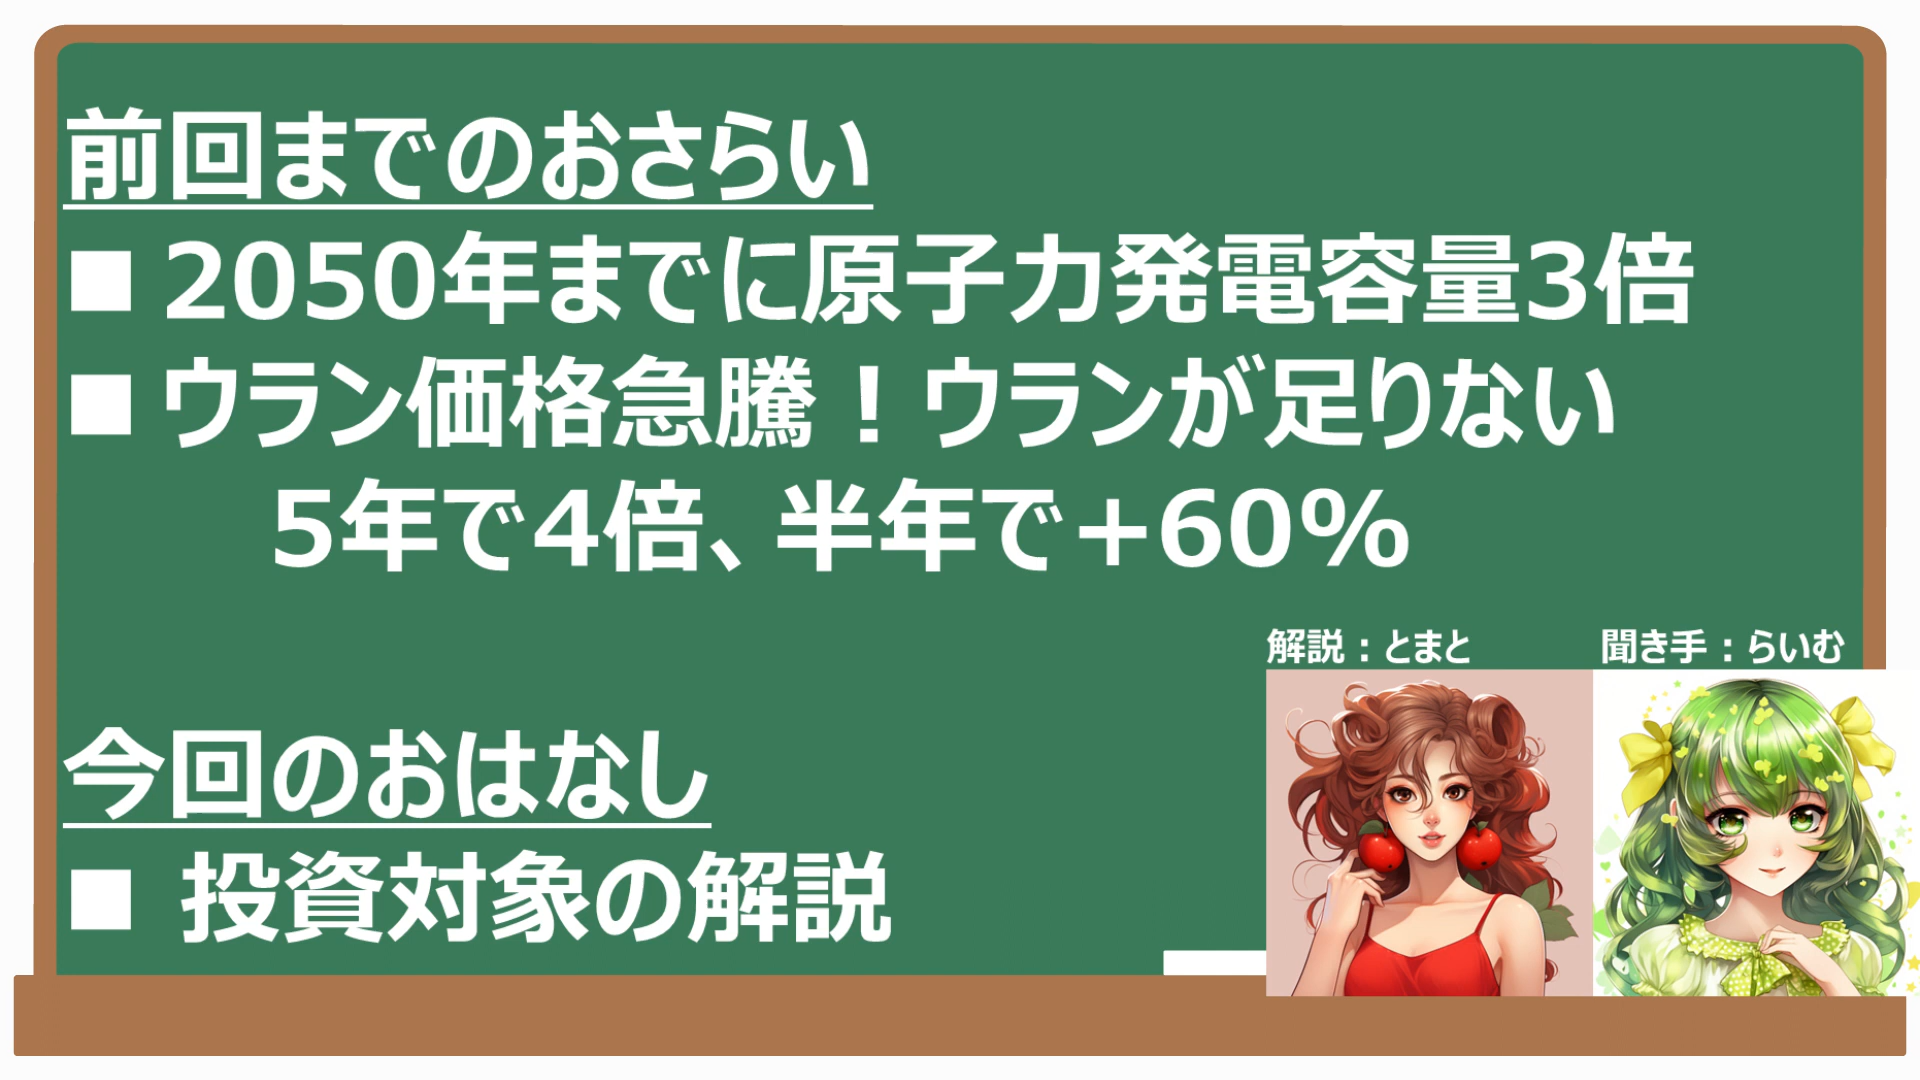 前回までのおさらい
■ 2050年までに原子力発電容量3倍
■ ウラン価格急騰！ウランが足りない
5年で4倍、半年で+60%
解説：とまと
聞き手：らいむ
今回のおはなし
■ 投資対象の解説